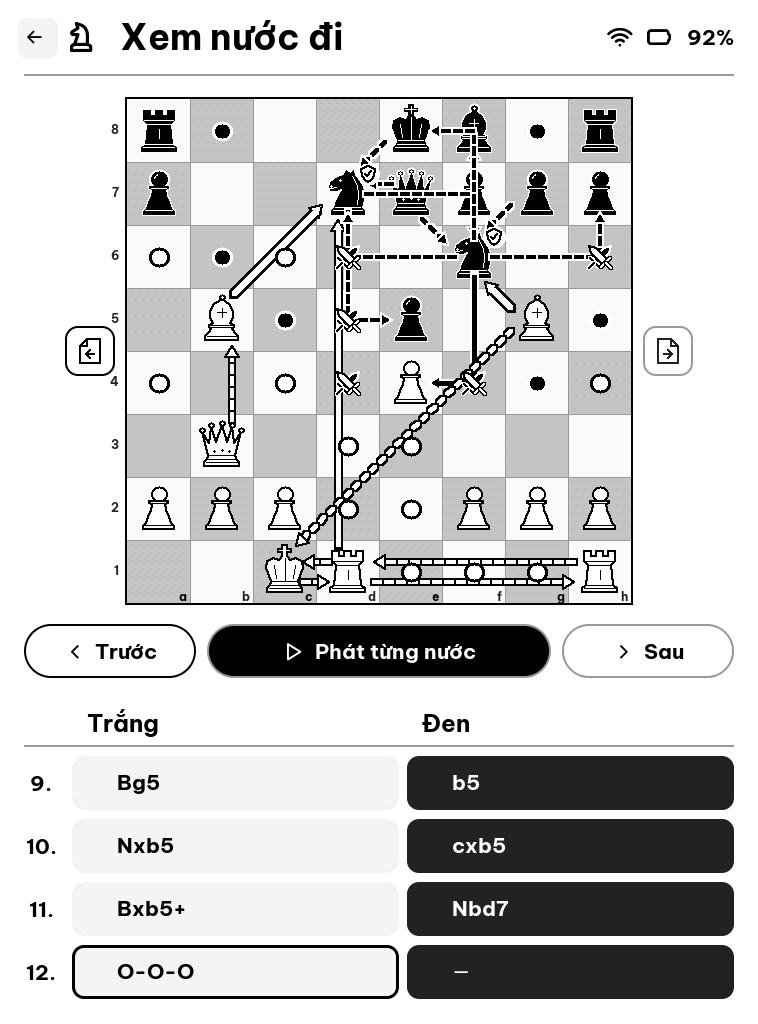 Xem nước đi
92%
8
7
6
5
4
3
2
1
a b c d e f g h
Trước
Phát từng nước
Sau
Trắng Đen
9. Bg5 b5
10. Nxb5 cxb5
11. Bxb5+ Nbd7
12. O-O-O –